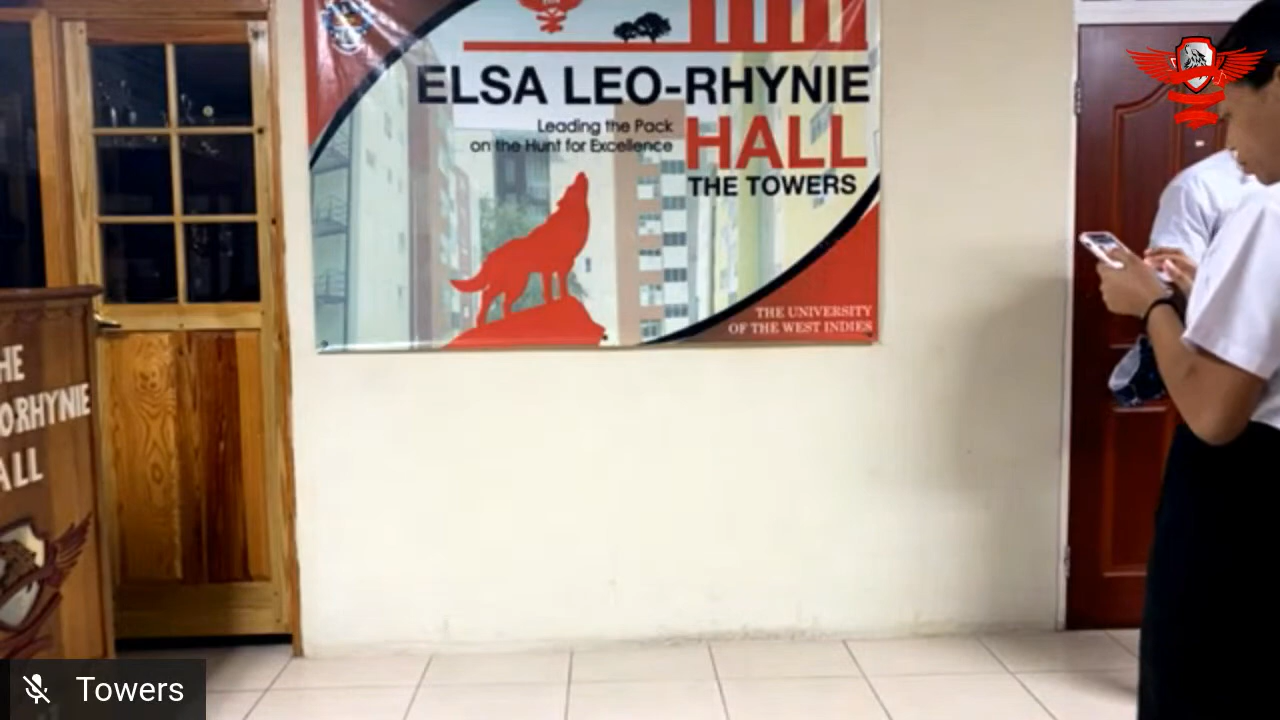 ELSA LEO-RHYNIE
Leading the Pack
on the Hunt for Excellence
HALL
THE TOWERS
THE UNIVERSITY
OF THE WEST INDIES
HE
ORHYNIE
ALL
Towers